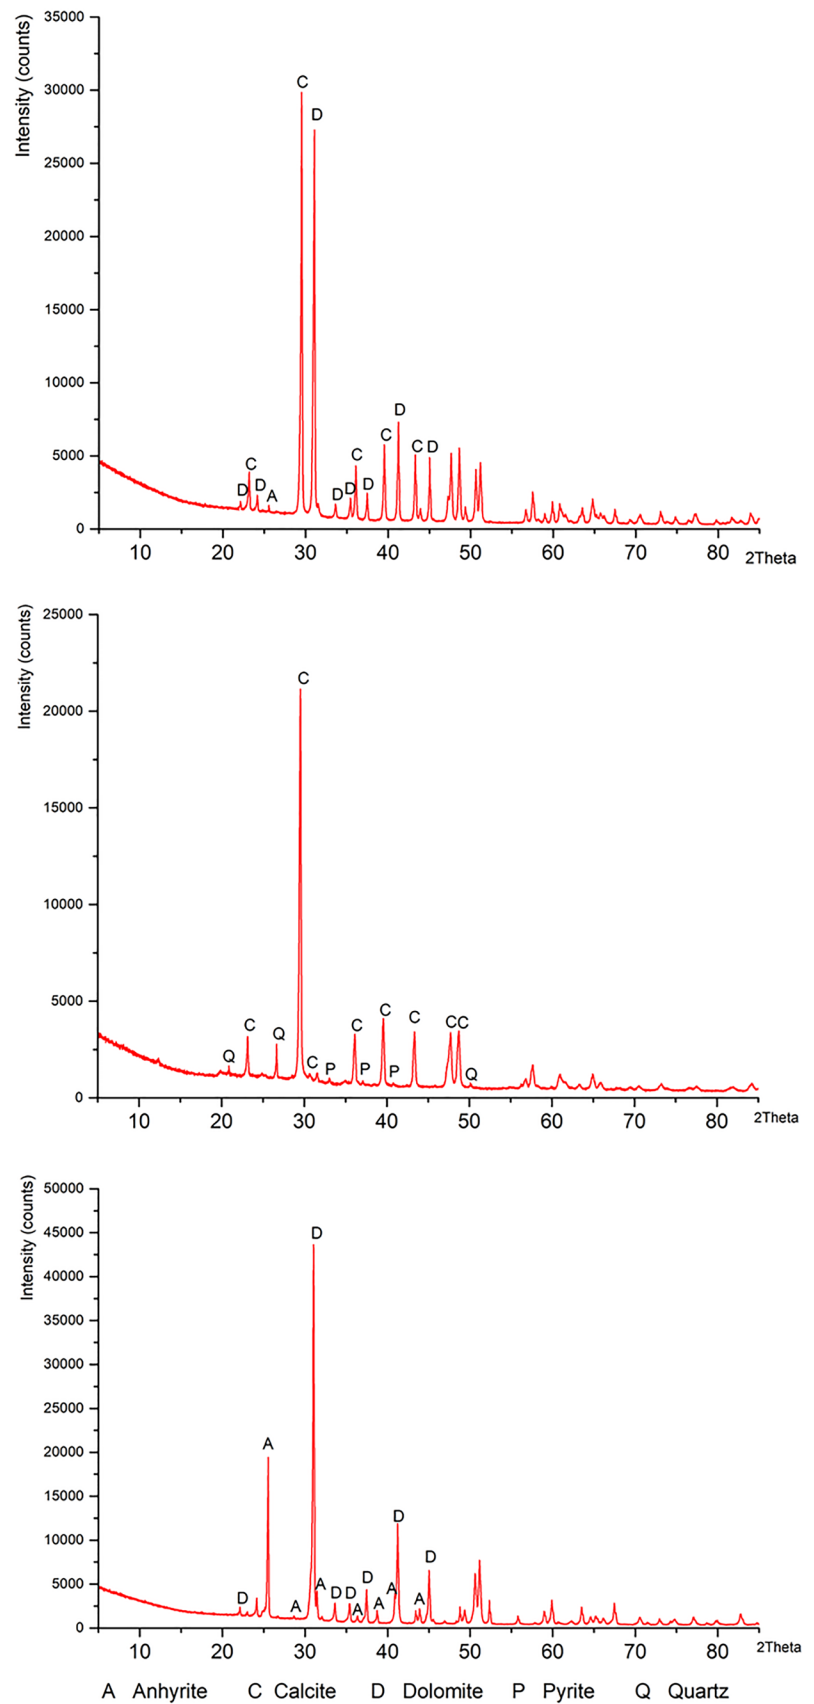 Intensity (counts)
35000
30000
25000
20000
15000
10000
5000
0
C
D
D
C
D
A
D
D
C
D
C
D
C
D
10 20 30 40 50 60 70 80 2Theta
Intensity (counts)
25000
20000
15000
10000
5000
0
C
Q
C
Q
C
P
C
P
C
P
C
C
C
Q
10 20 30 40 50 60 70 80 2Theta
Intensity (counts)
50000
45000
40000
35000
30000
25000
20000
15000
10000
5000
0
D
A
D
A
A
D
D
A
D
A
A
D
A
D
10 20 30 40 50 60 70 80 2Theta
A Anhyrite C Calcite D Dolomite P Pyrite Q Quartz